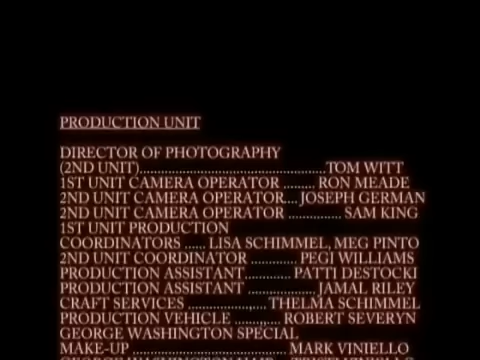 PRODUCTION UNIT
DIRECTOR OF PHOTOGRAPHY
(2ND UNIT)..................................................TOM WITT
1ST UNIT CAMERA OPERATOR ......... RON MEADE
2ND UNIT CAMERA OPERATOR.... JOSEPH GERMAN
2ND UNIT CAMERA OPERATOR ............... SAM KING
1ST UNIT PRODUCTION
COORDINATORS ...... LISA SCHIMMEL, MEG PINTO
2ND UNIT COORDINATOR ............. PEGI WILLIAMS
PRODUCTION ASSISTANT............. PATTI DESTOCKI
PRODUCTION ASSISTANT ................... JAMAL RILEY
CRAFT SERVICES ....................... THELMA SCHIMMEL
PRODUCTION VEHICLE ............. ROBERT SEVERYN
GEORGE WASHINGTON SPECIAL
MAKE-UP .......................................... MARK VINIELLO